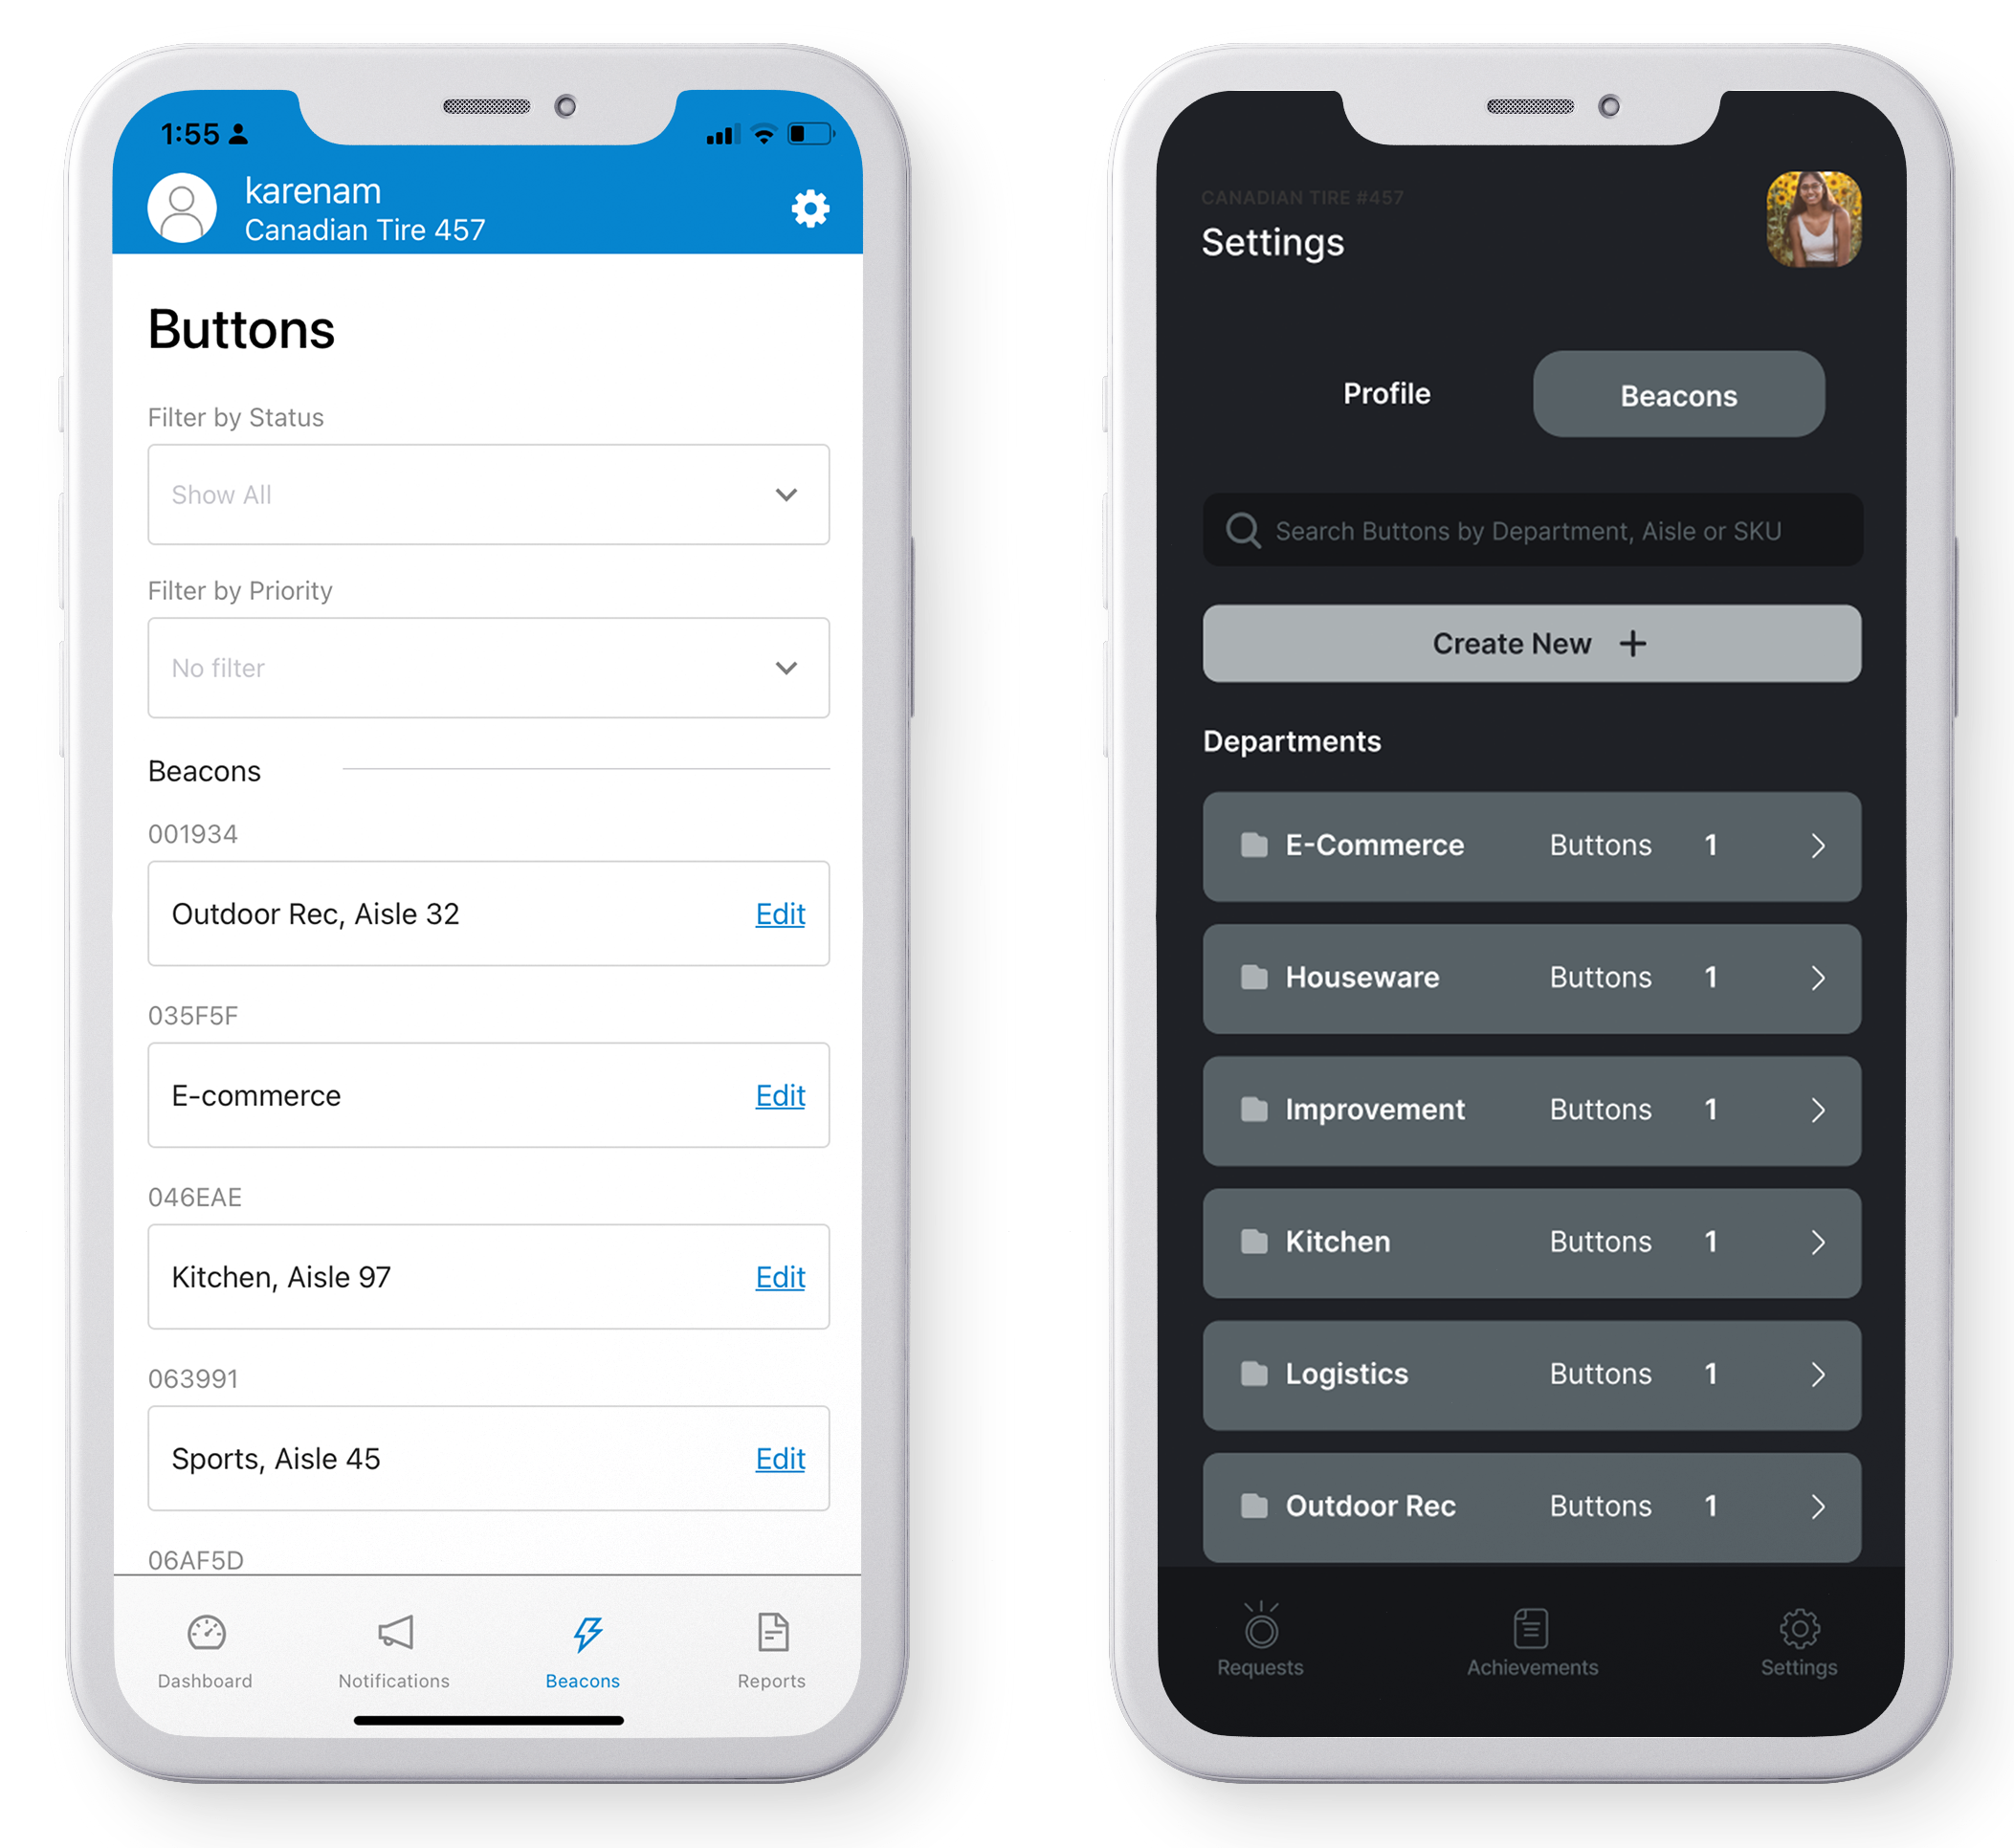 1:55
karenam
Canadian Tire 457
Buttons
Filter by Status
Show All
Filter by Priority
No filter
Beacons
001934
Outdoor Rec, Aisle 32
Edit
035F5F
E-commerce
Edit
046EAE
Kitchen, Aisle 97
Edit
063991
Sports, Aisle 45
Edit
06AF5D
Dashboard
Notifications
Beacons
Reports
CANADIAN TIRE #457
Settings
Profile
Beacons
Search Buttons by Department, Aisle or SKU
Create New +
Departments
E-Commerce Buttons 1
Houseware Buttons 1
Improvement Buttons 1
Kitchen Buttons 1
Logistics Buttons 1
Outdoor Rec Buttons 1
Requests
Achievements
Settings